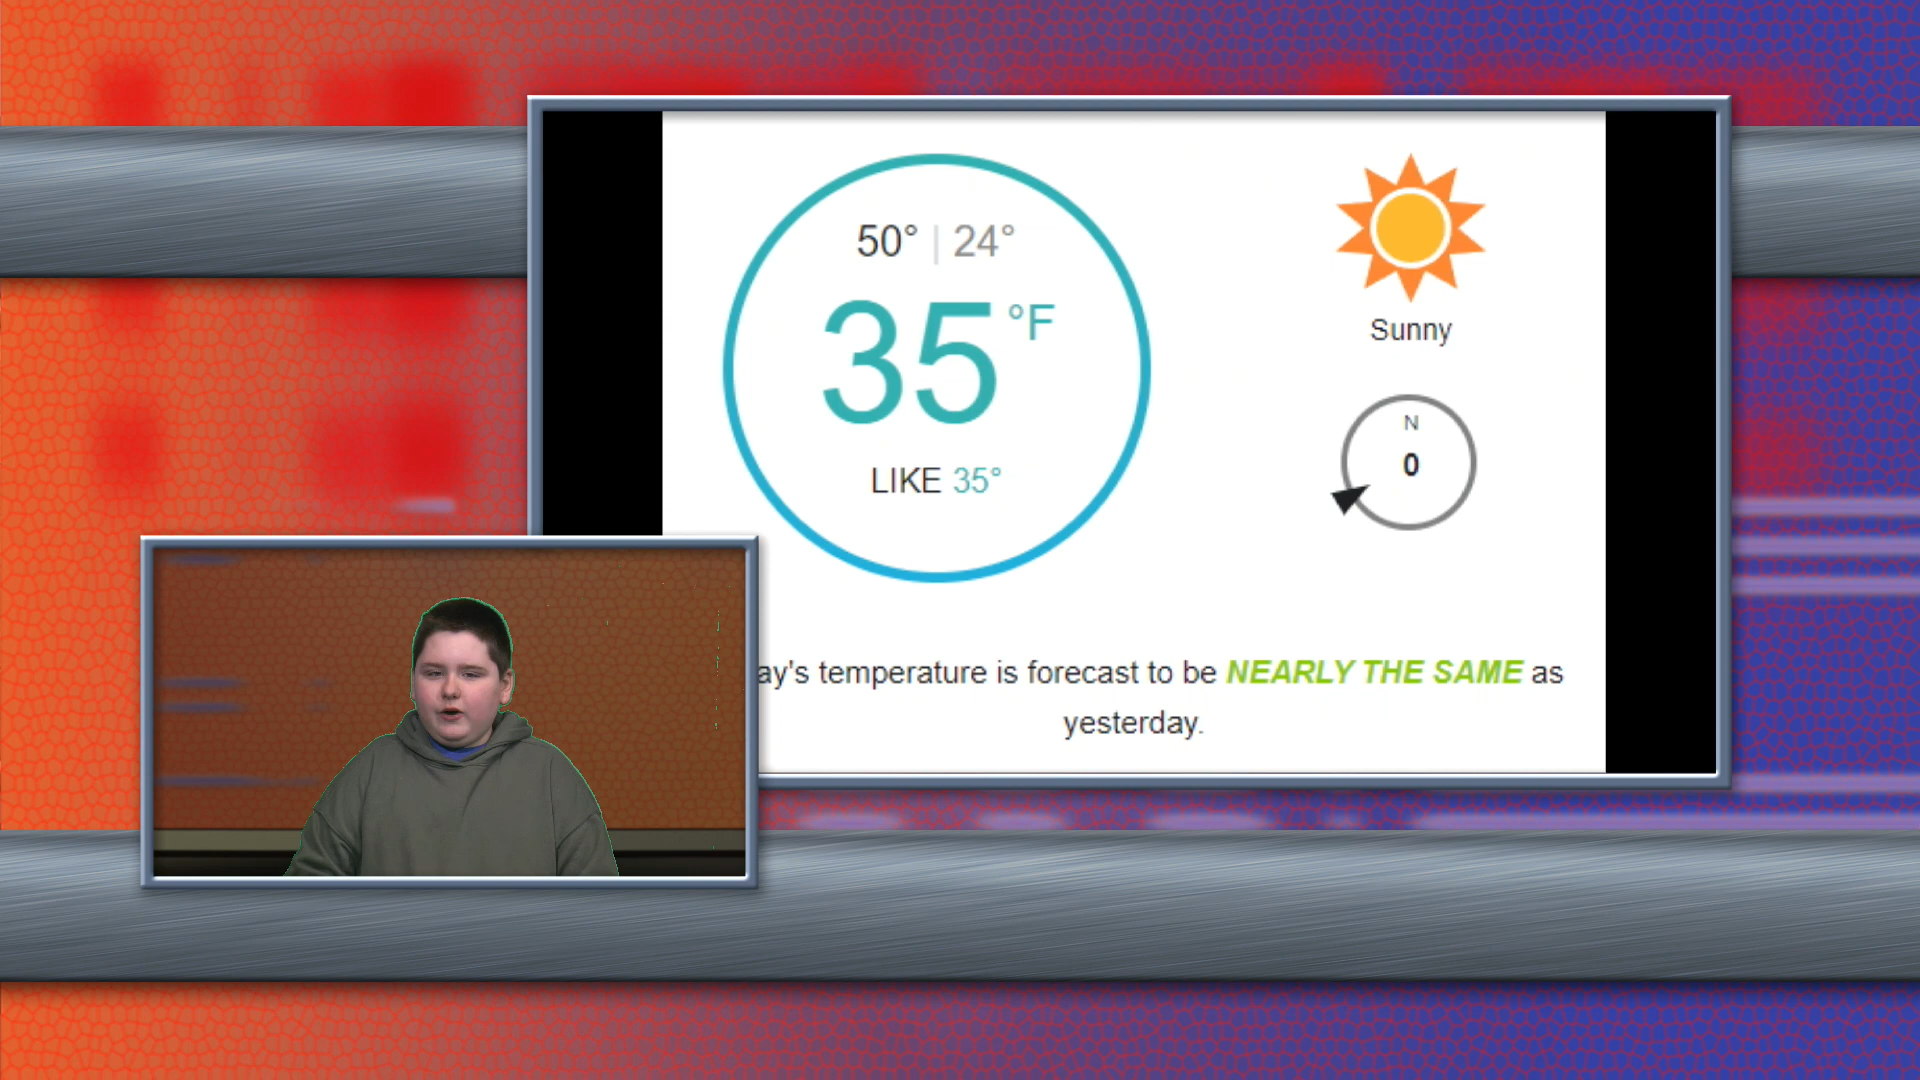 50° | 24°
35 °F
LIKE 35°
Sunny
N
0
ay's temperature is forecast to be NEARLY THE SAME as
yesterday.